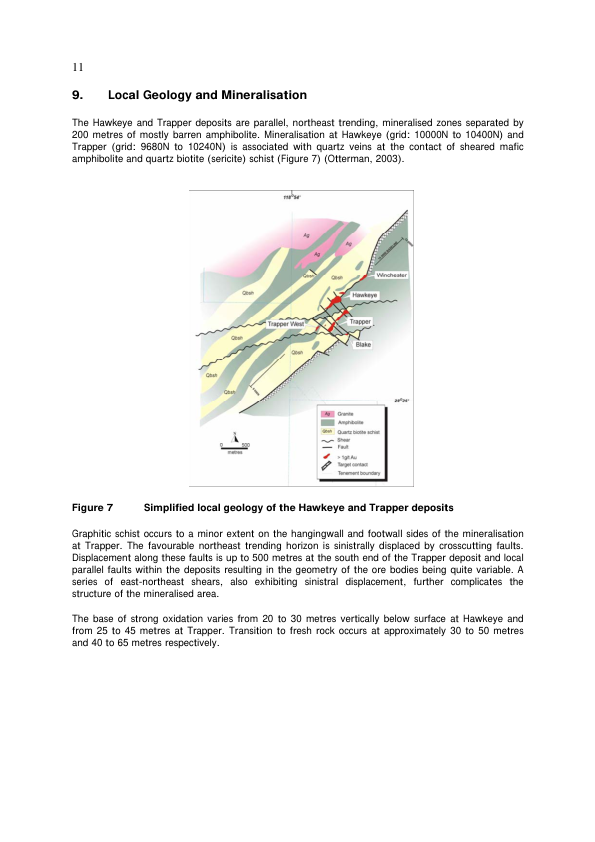 11
9. Local Geology and Mineralisation
The Hawkeye and Trapper deposits are parallel, northeast trending, mineralised zones separated by
200 metres of mostly barren amphibolite. Mineralisation at Hawkeye (grid: 10000N to 10400N) and
Trapper (grid: 9680N to 10240N) is associated with quartz veins at the contact of sheared mafic
amphibolite and quartz biotite (sericite) schist (Figure 7) (Otterman, 2003).
Ag
Ag
Ag
Qbsh
Qbsh
Winchester
Qbsh
Hawkeye
Trapper West
Trapper
Qbsh
Blake
Qbsh
Qbsh
Qbsh
Ag Granite
Amphibolite
Qbsh Quartz biotite schist
Shear
Fault
> 1g/t Au
Target contact
Tenement boundary
0 500
metres
Figure 7 Simplified local geology of the Hawkeye and Trapper deposits
Graphitic schist occurs to a minor extent on the hangingwall and footwall sides of the mineralisation
at Trapper. The favourable northeast trending horizon is sinistrally displaced by crosscutting faults.
Displacement along these faults is up to 500 metres at the south end of the Trapper deposit and local
parallel faults within the deposits resulting in the geometry of the ore bodies being quite variable. A
series of east-northeast shears, also exhibiting sinistral displacement, further complicates the
structure of the mineralised area.
The base of strong oxidation varies from 20 to 30 metres vertically below surface at Hawkeye and
from 25 to 45 metres at Trapper. Transition to fresh rock occurs at approximately 30 to 50 metres
and 40 to 65 metres respectively.